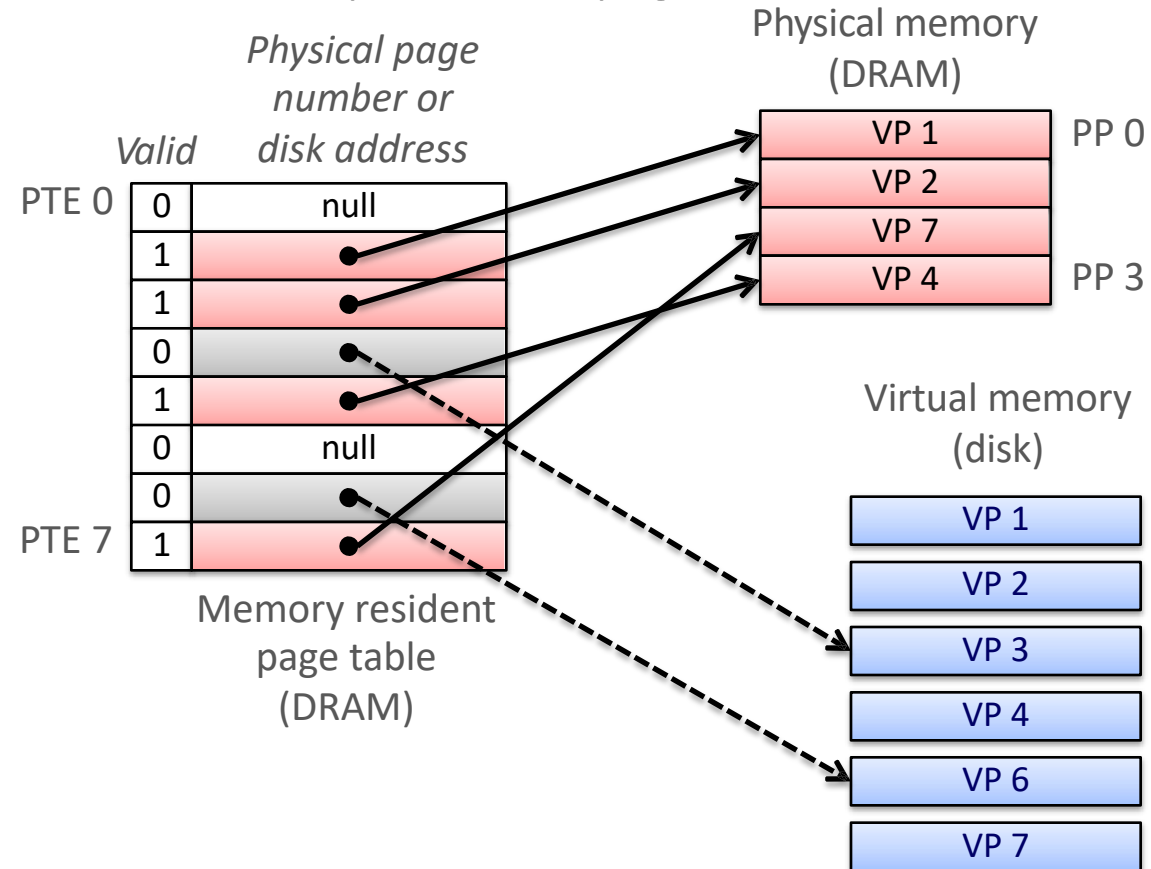 Physical page
number or
disk address
Valid
PTE 0
0 null
1
1
0
1
0 null
0
PTE 7 1
Memory resident
page table
(DRAM)
Physical memory
(DRAM)
VP 1 PP 0
VP 2
VP 7
VP 4 PP 3
Virtual memory
(disk)
VP 1
VP 2
VP 3
VP 4
VP 6
VP 7